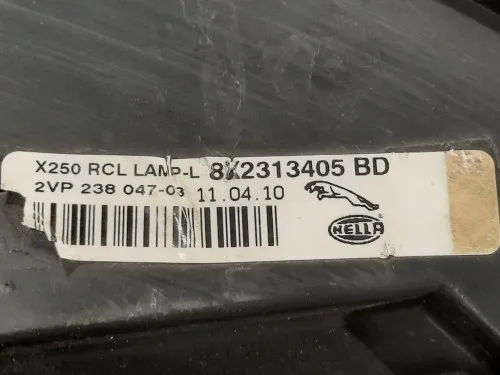 X250 RCL LAMP-L 8X2313405 BD
2VP 238 047-03 11.04.10
HELLA